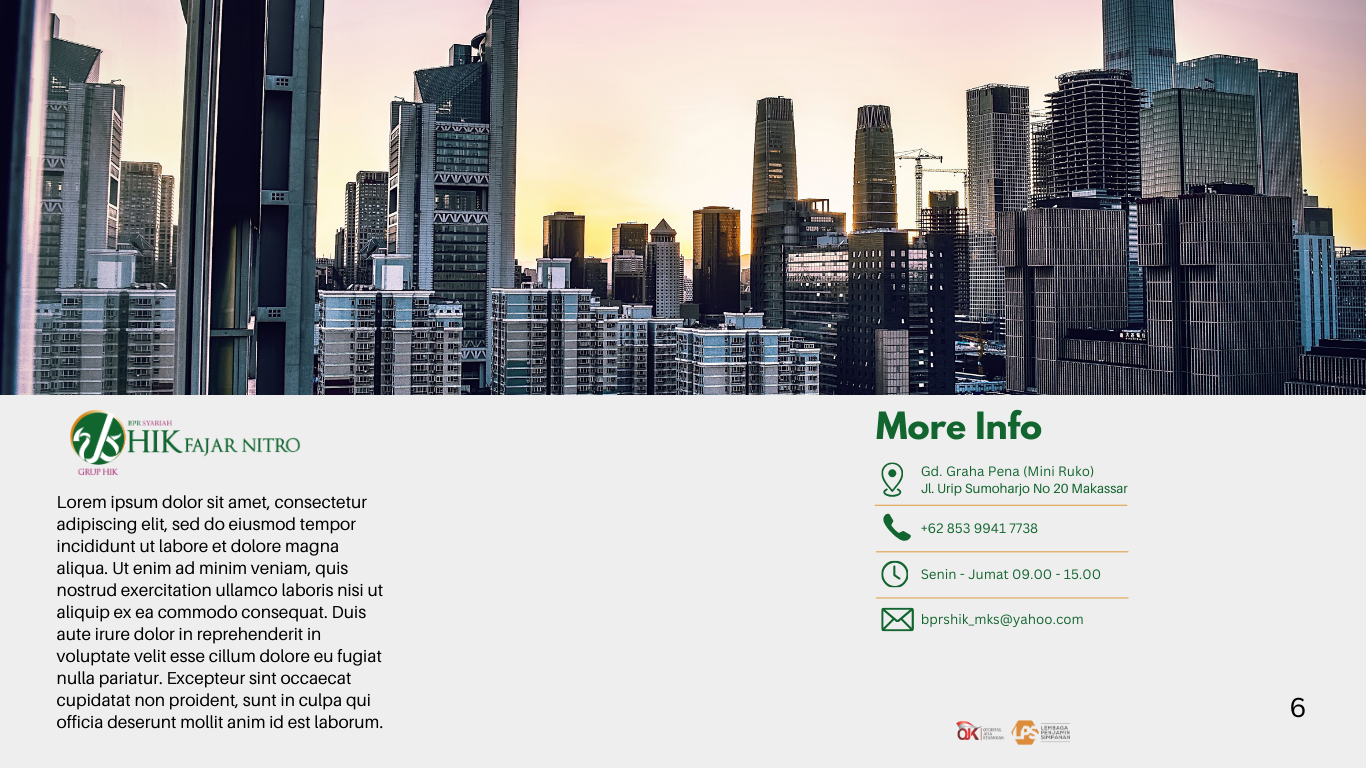 BPR SYARIAH
HIK FAJAR NITRO
GRUP HIK
Lorem ipsum dolor sit amet, consectetur
adipiscing elit, sed do eiusmod tempor
incididunt ut labore et dolore magna
aliqua. Ut enim ad minim veniam, quis
nostrud exercitation ullamco laboris nisi ut
aliquip ex ea commodo consequat. Duis
aute irure dolor in reprehenderit in
voluptate velit esse cillum dolore eu fugiat
nulla pariatur. Excepteur sint occaecat
cupidatat non proident, sunt in culpa qui
officia deserunt mollit anim id est laborum.
More Info
Gd. Graha Pena (Mini Ruko)
Jl. Urip Sumoharjo No 20 Makassar
+62 853 9941 7738
Senin - Jumat 09.00 - 15.00
bprshik_mks@yahoo.com
OJK
OTORITAS
JASA
KEUANGAN
LPS
LEMBAGA
PENJAMIN
SIMPANAN
6